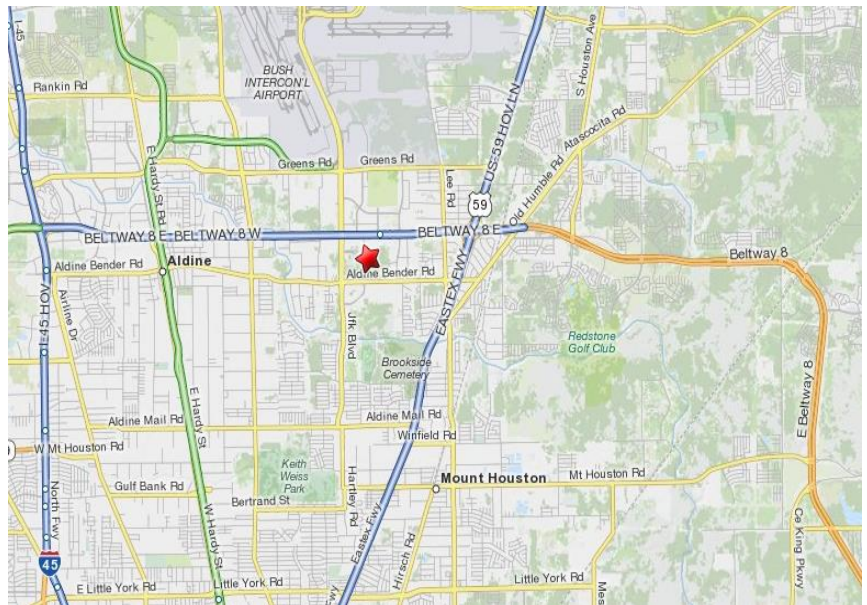 I-45
Rankin Rd
BUSH
INTERCON'L
AIRPORT
S Houston Ave
US-59 HOV LN
Atascocita Rd
E Hardy St Rd
Greens Rd
Greens Rd
Lee Rd
Old Humble Rd
59
BELTWAY 8 E
BELTWAY 8 W
BELTWAY 8 E
Beltway 8
Aldine Bender Rd
Aldine
Aldine Bender Rd
I-45 HOV
I-45
Airline Dr
Jfk Blvd
EASTEX FWY
Redstone
Golf Club
Brookside
Cemetery
E Beltway 8
E Hardy St
Aldine Mail Rd
Aldine Mail Rd
Winfield Rd
W Mt Houston Rd
Keith
Weiss
Park
Hartley Rd
Mount Houston
Mt Houston Rd
Gulf Bank Rd
Bertrand St
North Fwy
W Hardy St
Eastex Fwy
Hirsch Rd
Ce King Pkwy
45
E Little York Rd
Little York Rd
Little York Rd
Fwy